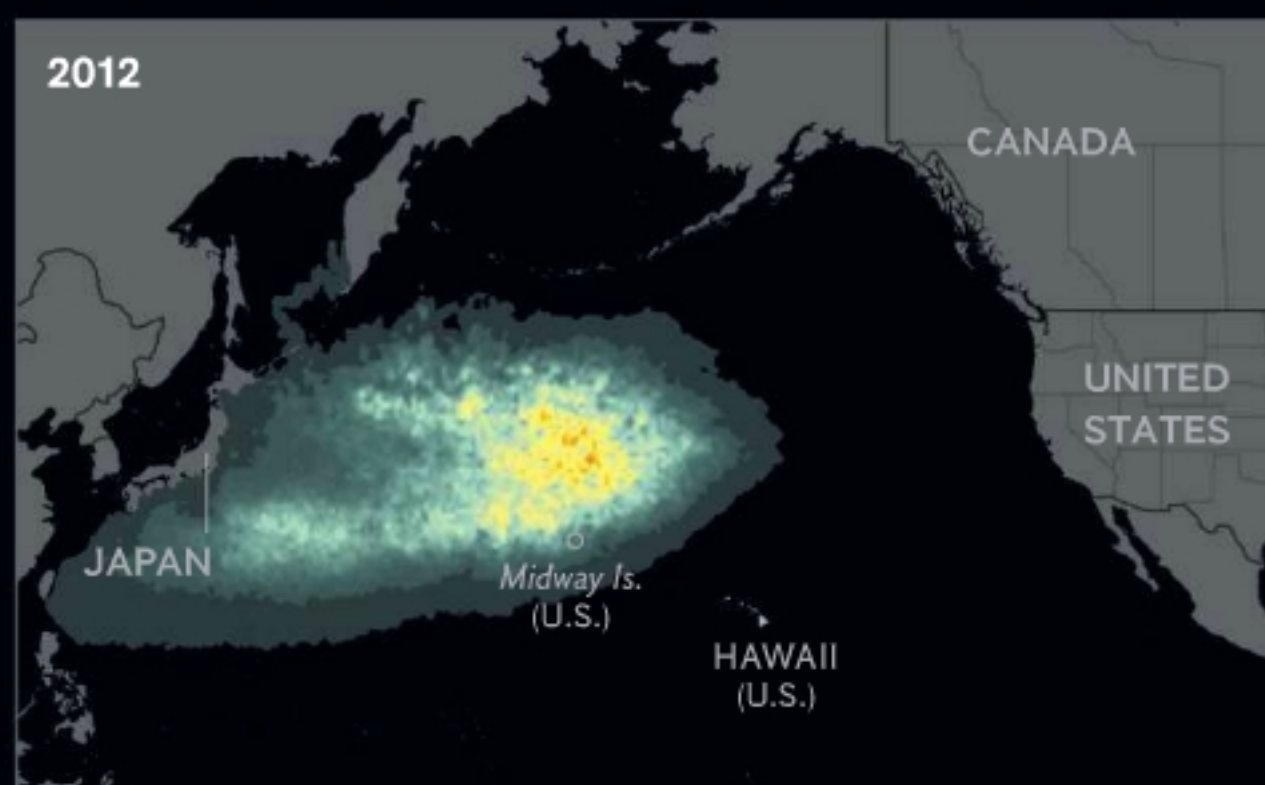 2012
CANADA
UNITED
STATES
JAPAN
Midway Is.
(U.S.)
HAWAII
(U.S.)